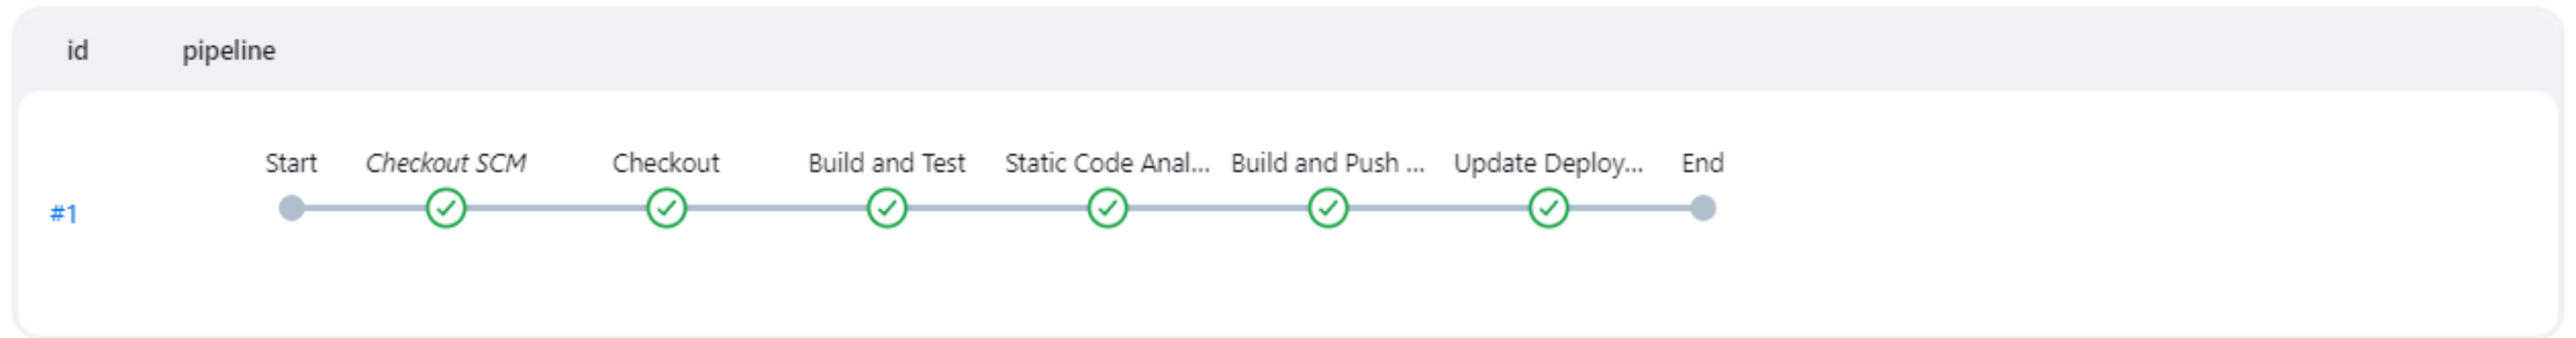 id pipeline
Start Checkout SCM Checkout Build and Test Static Code Anal... Build and Push ... Update Deploy... End
#1